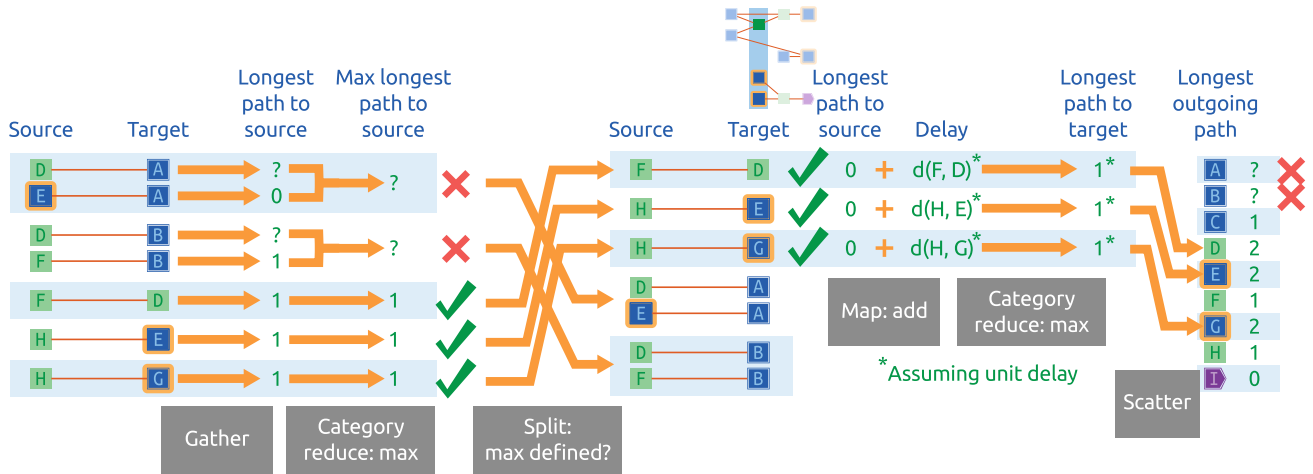 Source
Target
Longest
path to
source
Max longest
path to
source
D A ?
E A 0
?
D B ?
F B 1
?
F D 1 1
H E 1 1
H G 1 1
Gather
Category
reduce: max
Split:
max defined?
Source
Target
Longest
path to
source
Delay
Longest
path to
target
F D 0 + d(F, D)* 1*
H E 0 + d(H, E)* 1*
H G 0 + d(H, G)* 1*
D A
E A
D B
F B
Map: add
Category
reduce: max
*Assuming unit delay
Scatter
Longest
outgoing
path
A ?
B ?
C 1
D 2
E 2
F 1
G 2
H 1
I 0